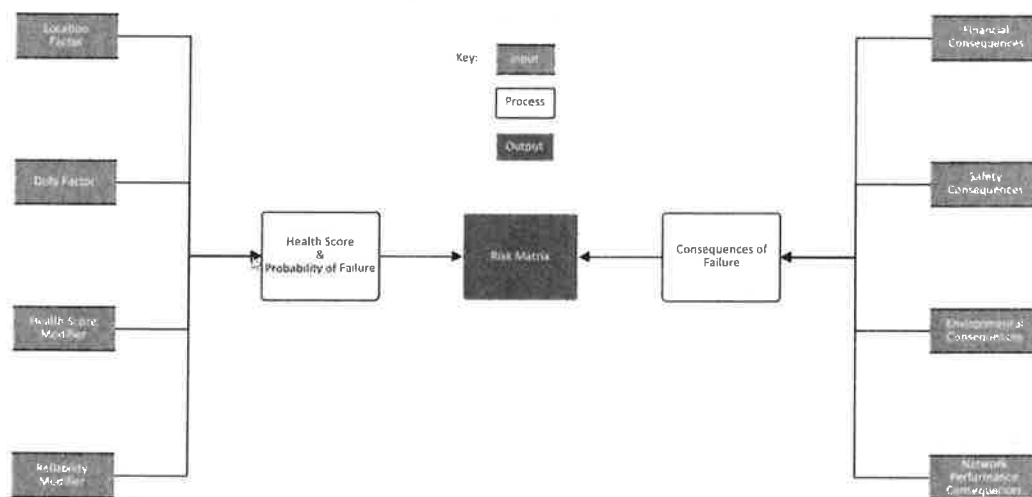 Location
Factor
Duty Factor
Health Score
Modifier
Reliability
Modifier
Health Score
&
Probability of Failure
Key:
Input
Process
Output
Risk Matrix
Consequences of
Failure
Financial
Consequences
Safety
Consequences
Environmental
Consequences
Network
Performance
Consequences